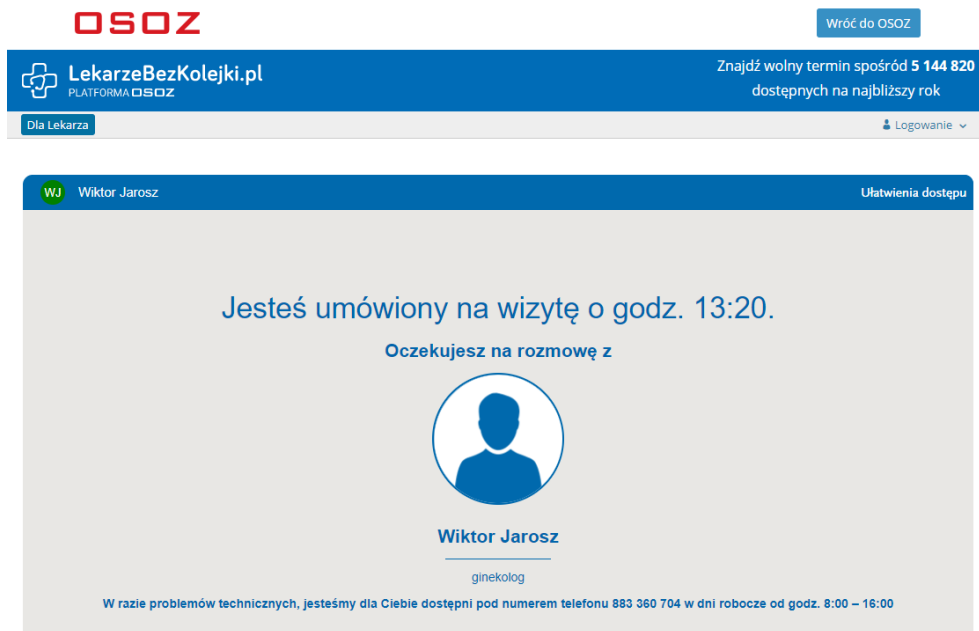 OSOZ
Wróć do OSOZ
LekarzeBezKolejki.pl
PLATFORMA OSOZ
Znajdź wolny termin spośród 5 144 820
dostępnych na najbliższy rok
Dla Lekarza
Logowanie
WJ Wiktor Jarosz
Ułatwienia dostępu
Jesteś umówiony na wizytę o godz. 13:20.
Oczekujesz na rozmowę z
Wiktor Jarosz
ginekolog
W razie problemów technicznych, jesteśmy dla Ciebie dostępni pod numerem telefonu 883 360 704 w dni robocze od godz. 8:00 – 16:00